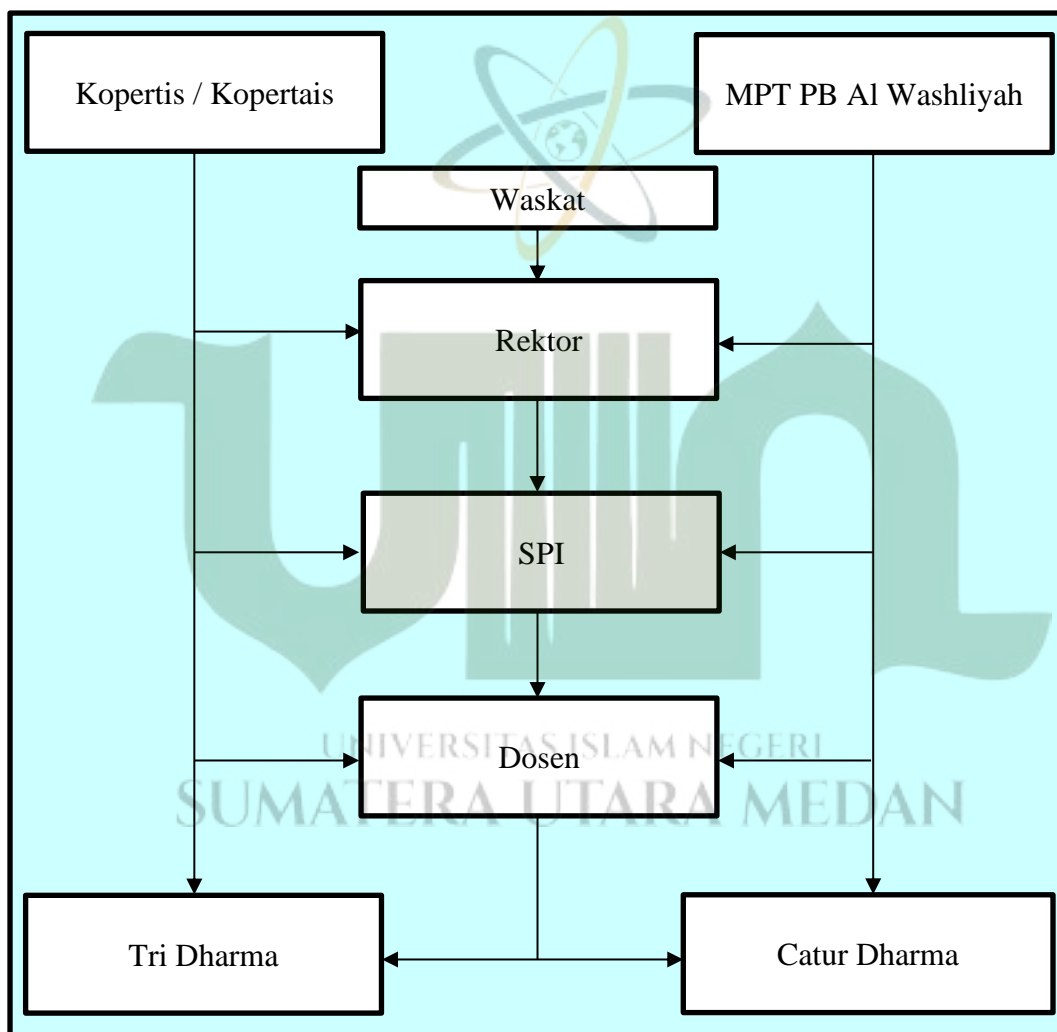 Kopertis / Kopertais
MPT PB Al Washliyah
Waskat
Rektor
SPI
Dosen
UNIVERSITAS ISLAM NEGERI
SUMATERA UTARA MEDAN
Tri Dharma
Catur Dharma